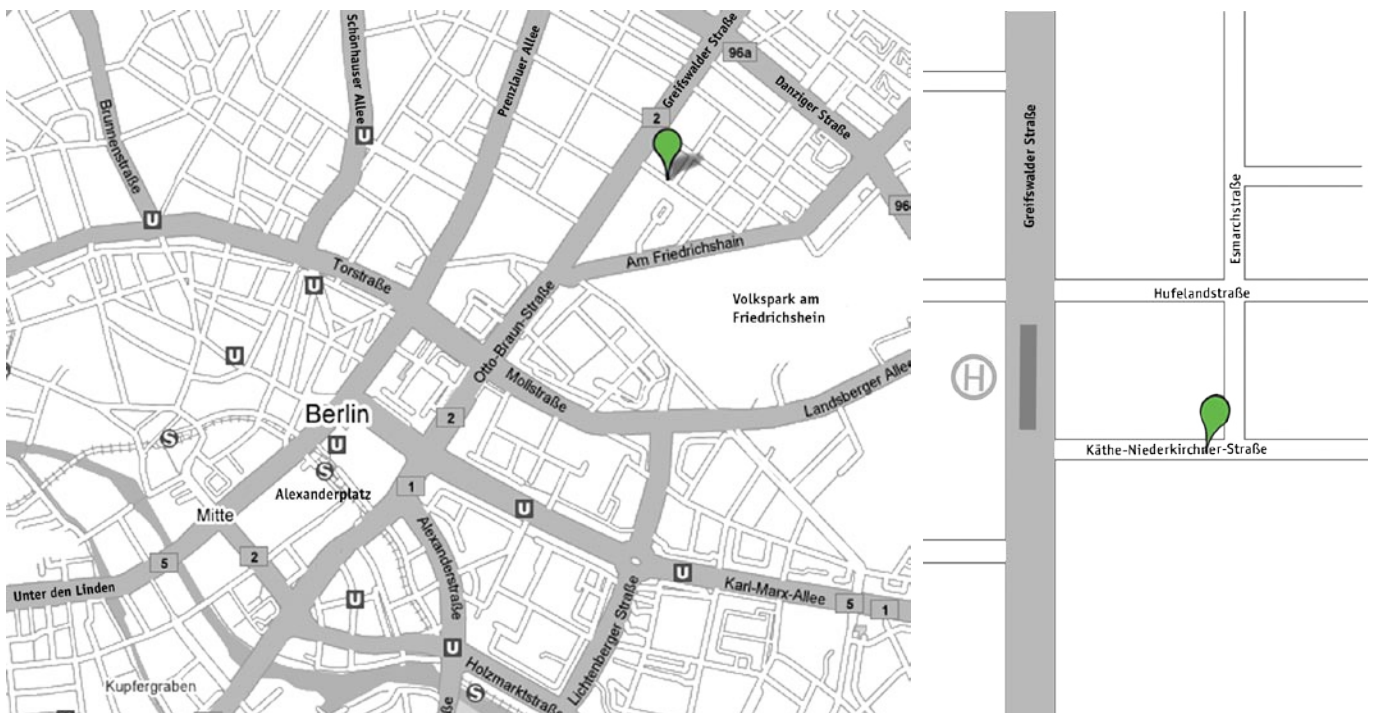 Schönhauser Allee
Prenzlauer Allee
Greifswalder Straße
96a
Danziger Straße
Brunnenstraße
U
2
U
96
Am Friedrichshain
Torstraße
U
Volkspark am
Friedrichshein
Otto-Braun-Straße
U
Mollstraße
Landsberger Allee
Berlin
2
S
U
S
Alexanderplatz
1
U
Mitte
Alexanderstraße
5
2
U
Karl-Marx-Allee
5
1
Unter den Linden
U
Lichtenberger Straße
U
Holzmarktstraße
Kupfergraben
S
Greifswalder Straße
Esmarchstraße
Hufelandstraße
H
Käthe-Niederkirchner-Straße